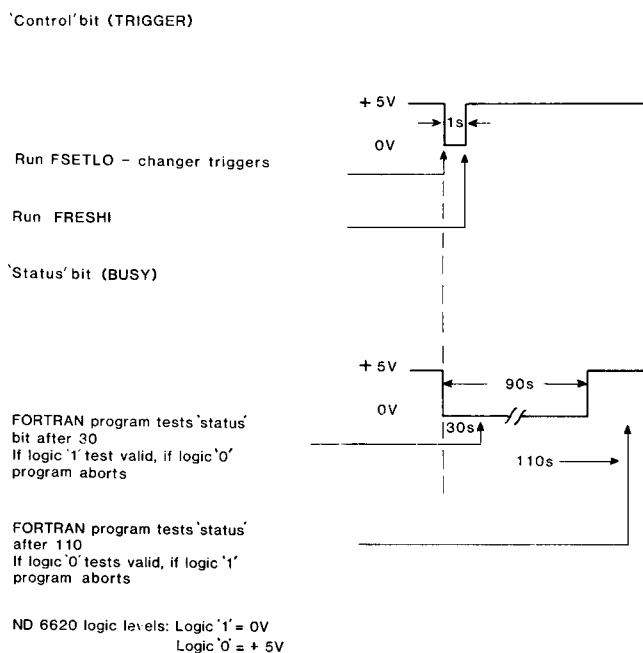 'Control' bit (TRIGGER)
+ 5V
1s
0V
Run FSETLO - changer triggers
Run FRESHI
'Status' bit (BUSY)
+ 5V
90s
0V
30s
110s
FORTRAN program tests 'status'
bit after 30
If logic '1' test valid, if logic '0'
program aborts
FORTRAN program tests 'status'
after 110
If logic '0' tests valid, if logic '1'
program aborts
ND 6620 logic levels: Logic '1' = 0V
Logic '0' = + 5V